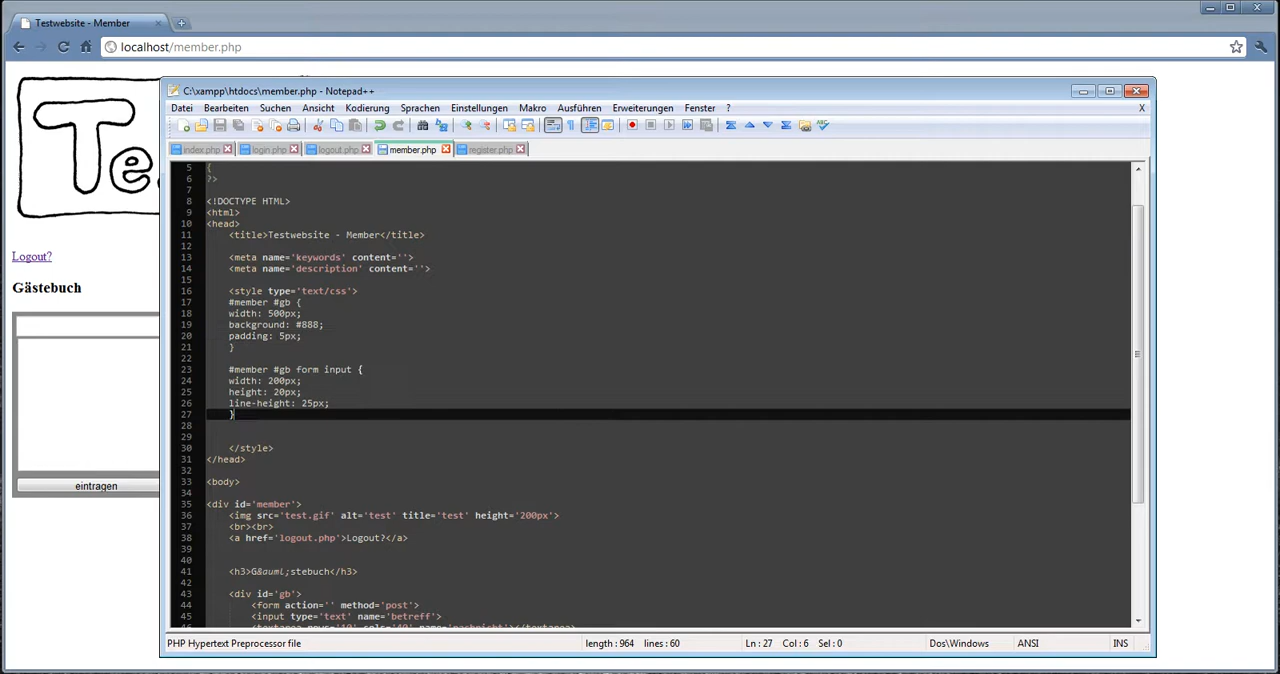 Testwebsite - Member
localhost/member.php
Te
Logout?
Gästebuch
eintragen
C:\xampp\htdocs\member.php - Notepad++
Datei Bearbeiten Suchen Ansicht Kodierung Sprachen Einstellungen Makro Ausführen Erweiterungen Fenster ? X
index.php login.php logout.php member.php register.php
5 {
6 ?>
7
8 <!DOCTYPE HTML>
9 <html>
10 <head>
11 <title>Testwebsite - Member</title>
12
13 <meta name='keywords' content=''>
14 <meta name='description' content=''>
15
16 <style type='text/css'>
17 #member #gb {
18 width: 500px;
19 background: #888;
20 padding: 5px;
21 }
22
23 #member #gb form input {
24 width: 200px;
25 height: 20px;
26 line-height: 25px;
27 }
28
29
30 </style>
31 </head>
32
33 <body>
34
35 <div id='member'>
36 <img src='test.gif' alt='test' title='test' height='200px'>
37 <br><br>
38 <a href='logout.php'>Logout?</a>
39
40
41 <h3>G&auml;stebuch</h3>
42
43 <div id='gb'>
44 <form action='' method='post'>
45 <input type='text' name='betreff'>
PHP Hypertext Preprocessor file length : 964 lines : 60 Ln : 27 Col : 6 Sel : 0 Dos\Windows ANSI INS